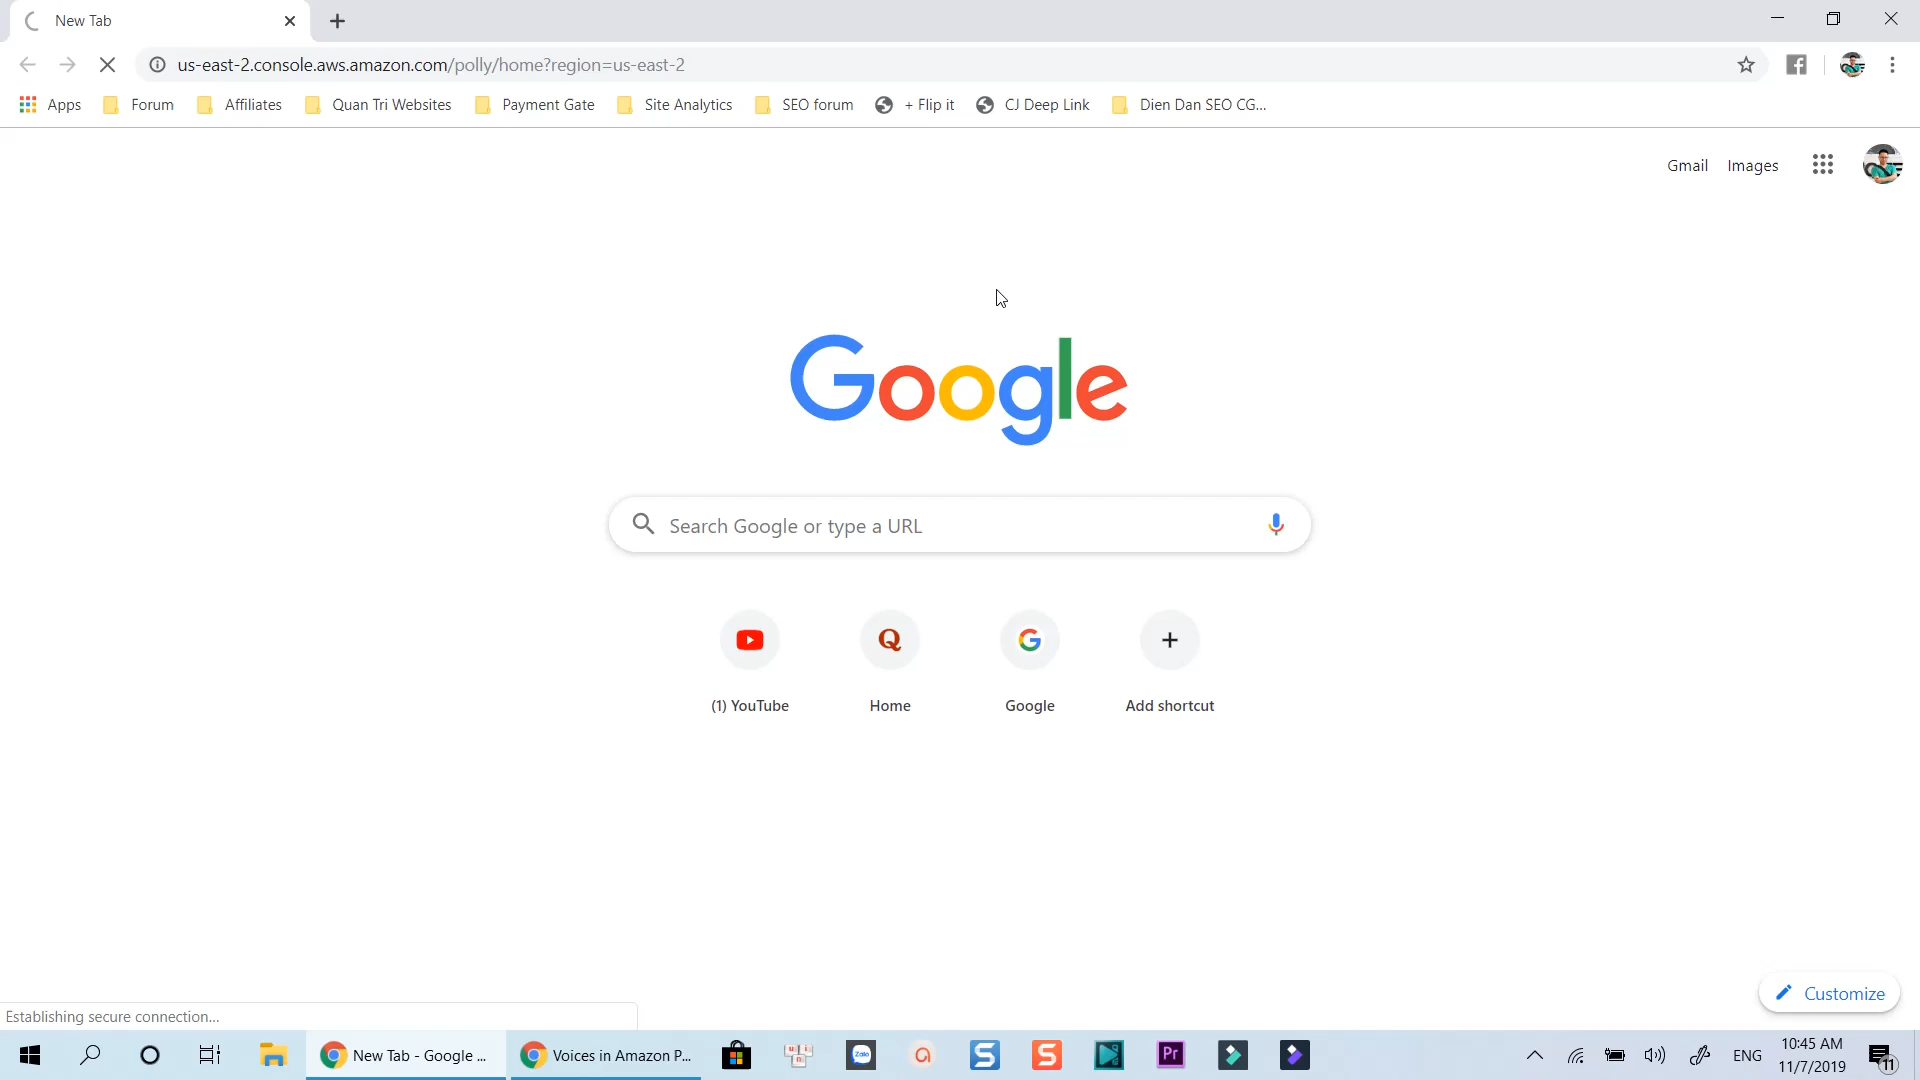 New Tab
us-east-2.console.aws.amazon.com/polly/home?region=us-east-2
Apps Forum Affiliates Quan Tri Websites Payment Gate Site Analytics SEO forum + Flip it CJ Deep Link Dien Dan SEO CG...
Gmail Images
Google
Search Google or type a URL
Q G
(1) YouTube Home Google Add shortcut
Customize
Establishing secure connection...
New Tab - Google ... Voices in Amazon P... Zalo S S Pr ENG 10:45 AM
11/7/2019 11